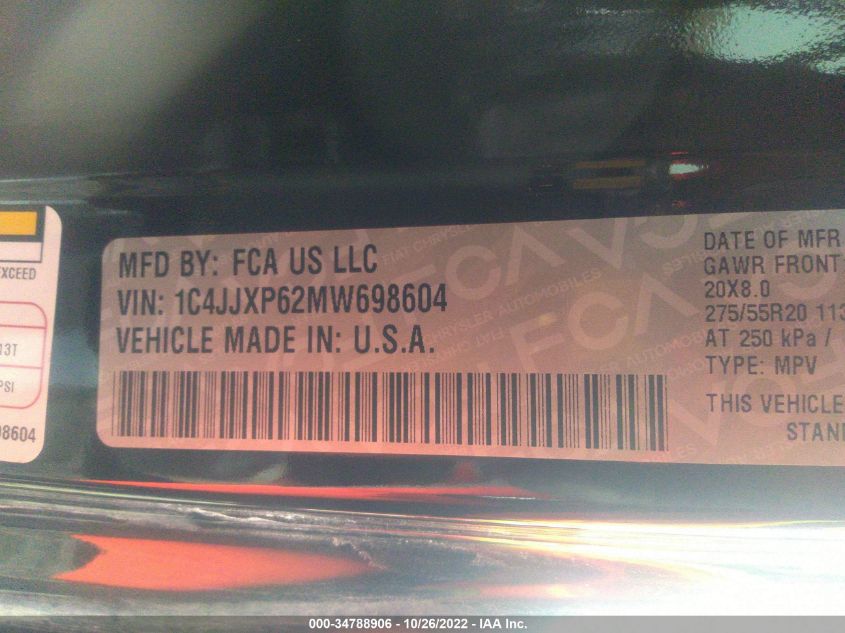 EXCEED
13T
PSI
98604
MFD BY: FCA US LLC
VIN: 1C4JJXP62MW698604
VEHICLE MADE IN: U.S.A.
DATE OF MFR
GAWR FRONT
20X8.0
275/55R20 113
AT 250 kPa /
TYPE: MPV
THIS VEHICLE
STAN
000-34788906 - 10/26/2022 - IAA Inc.